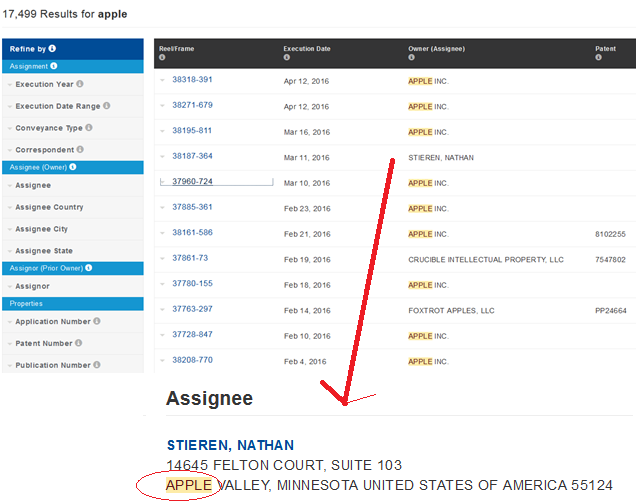 17,499 Results for apple
Refine by
Assignment
Execution Year
Execution Date Range
Conveyance Type
Correspondent
Assignee (Owner)
Assignee
Assignee Country
Assignee City
Assignee State
Assignor (Prior Owner)
Assignor
Properties
Application Number
Patent Number
Publication Number
Reel/Frame Execution Date Owner (Assignee) Patent
38318-391 Apr 12, 2016 APPLE INC.
38271-679 Apr 12, 2016 APPLE INC.
38195-811 Mar 16, 2016 APPLE INC.
38187-364 Mar 11, 2016 STIEREN, NATHAN
37960-724 Mar 10, 2016 APPLE INC.
37885-361 Feb 23, 2016 APPLE INC.
38161-586 Feb 21, 2016 APPLE INC. 8102255
37861-73 Feb 19, 2016 CRUCIBLE INTELLECTUAL PROPERTY, LLC 7547802
37780-155 Feb 18, 2016 APPLE INC.
37763-297 Feb 14, 2016 FOXTROT APPLES, LLC PP24664
37728-847 Feb 10, 2016 APPLE INC.
38208-770 Feb 4, 2016 APPLE INC.
Assignee
STIEREN, NATHAN
14645 FELTON COURT, SUITE 103
APPLE VALLEY, MINNESOTA UNITED STATES OF AMERICA 55124